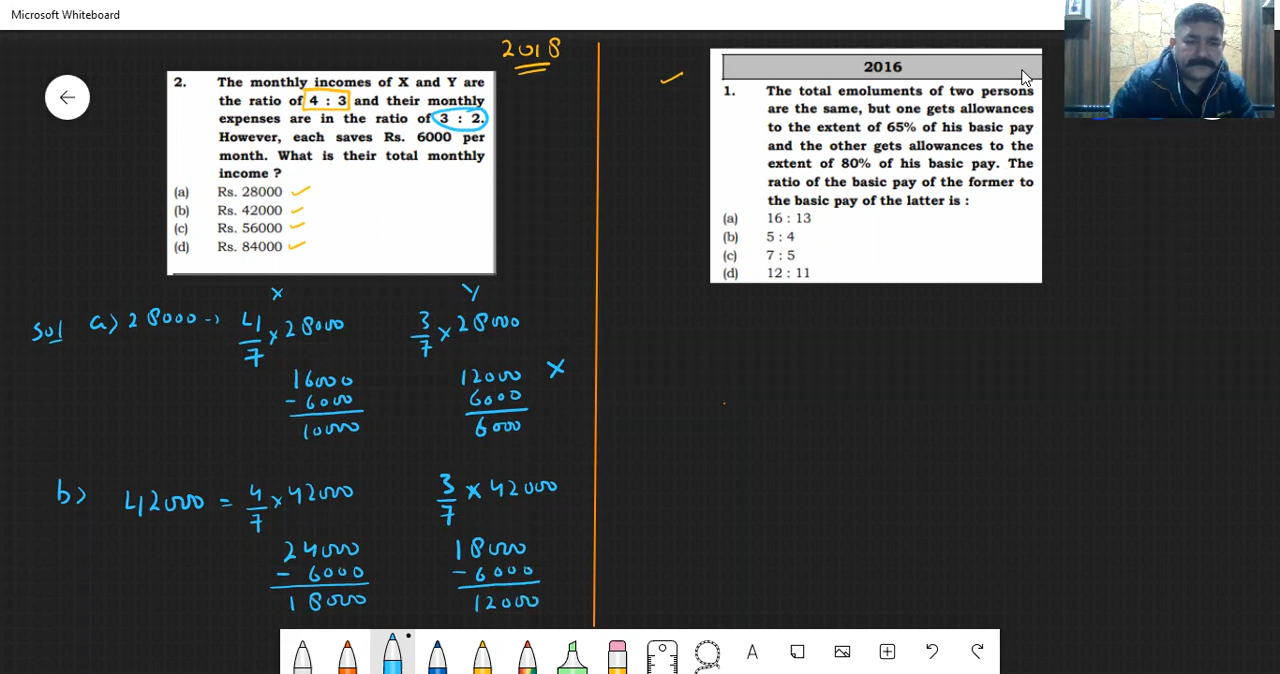 Microsoft Whiteboard
2018
2. The monthly incomes of X and Y are
the ratio of 4 : 3 and their monthly
expenses are in the ratio of 3 : 2.
However, each saves Rs. 6000 per
month. What is their total monthly
income ?
(a) Rs. 28000
(b) Rs. 42000
(c) Rs. 56000
(d) Rs. 84000
X Y
Sol a) 28000 → 4/7 × 28000 3/7 × 28000
16000 12000 X
- 6000 6000
10000 6000
b) 42000 = 4/7 × 42000 3/7 × 42000
24000 18000
- 6000 - 6000
18000 12000
2016
1. The total emoluments of two persons
are the same, but one gets allowances
to the extent of 65% of his basic pay
and the other gets allowances to the
extent of 80% of his basic pay. The
ratio of the basic pay of the former to
the basic pay of the latter is :
(a) 16 : 13
(b) 5 : 4
(c) 7 : 5
(d) 12 : 11
A